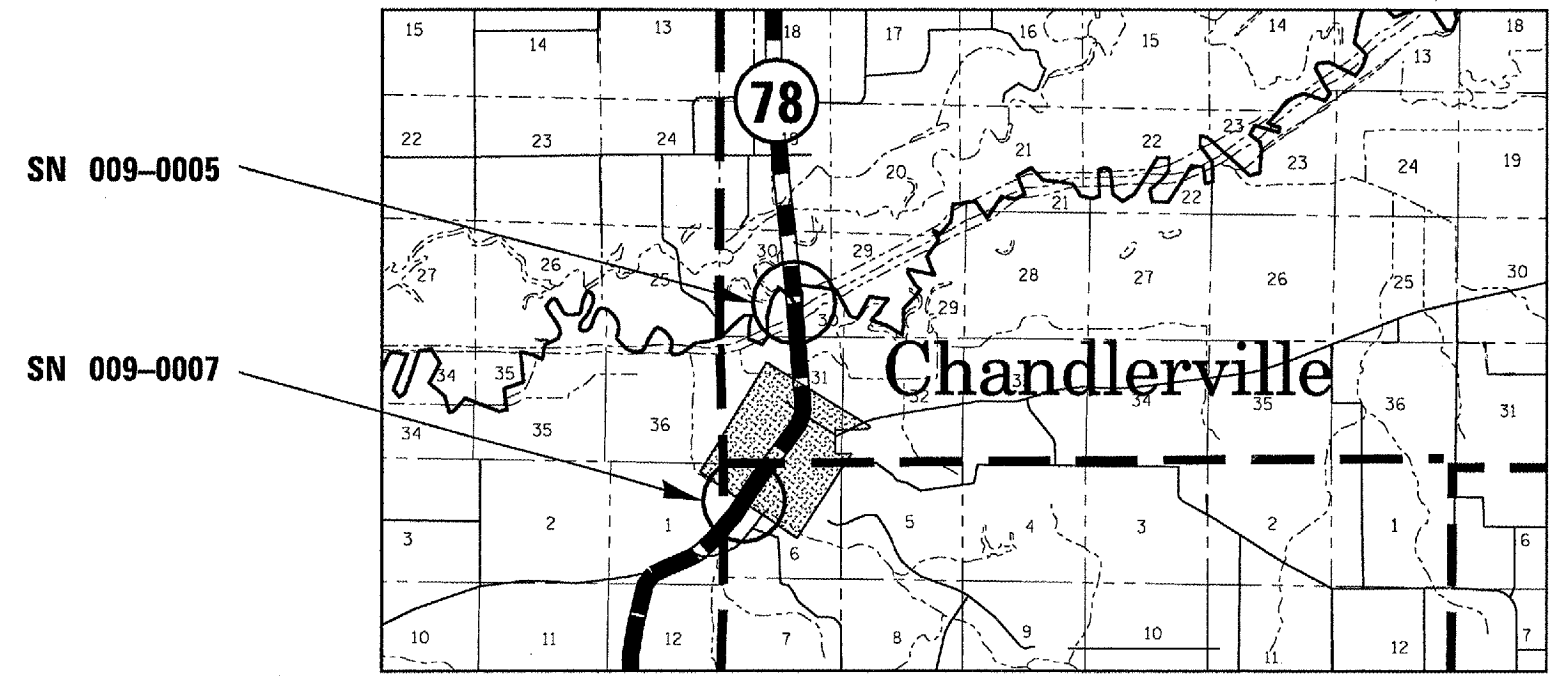 15 14 13 18 17 16 15 14 13 18
78
22 23 24 19 20 21 22 23 23 24 19
SN 009–0005
21 22
27 26 25 30 29 28 27 26 25 30
30 29
SN 009–0007
34 35 31 Chandlerville
32 34 35 36 31
34 35 36
3 2 1 6 5 4 3 2 1 6
10 11 12 7 8 9 10 11 12 7